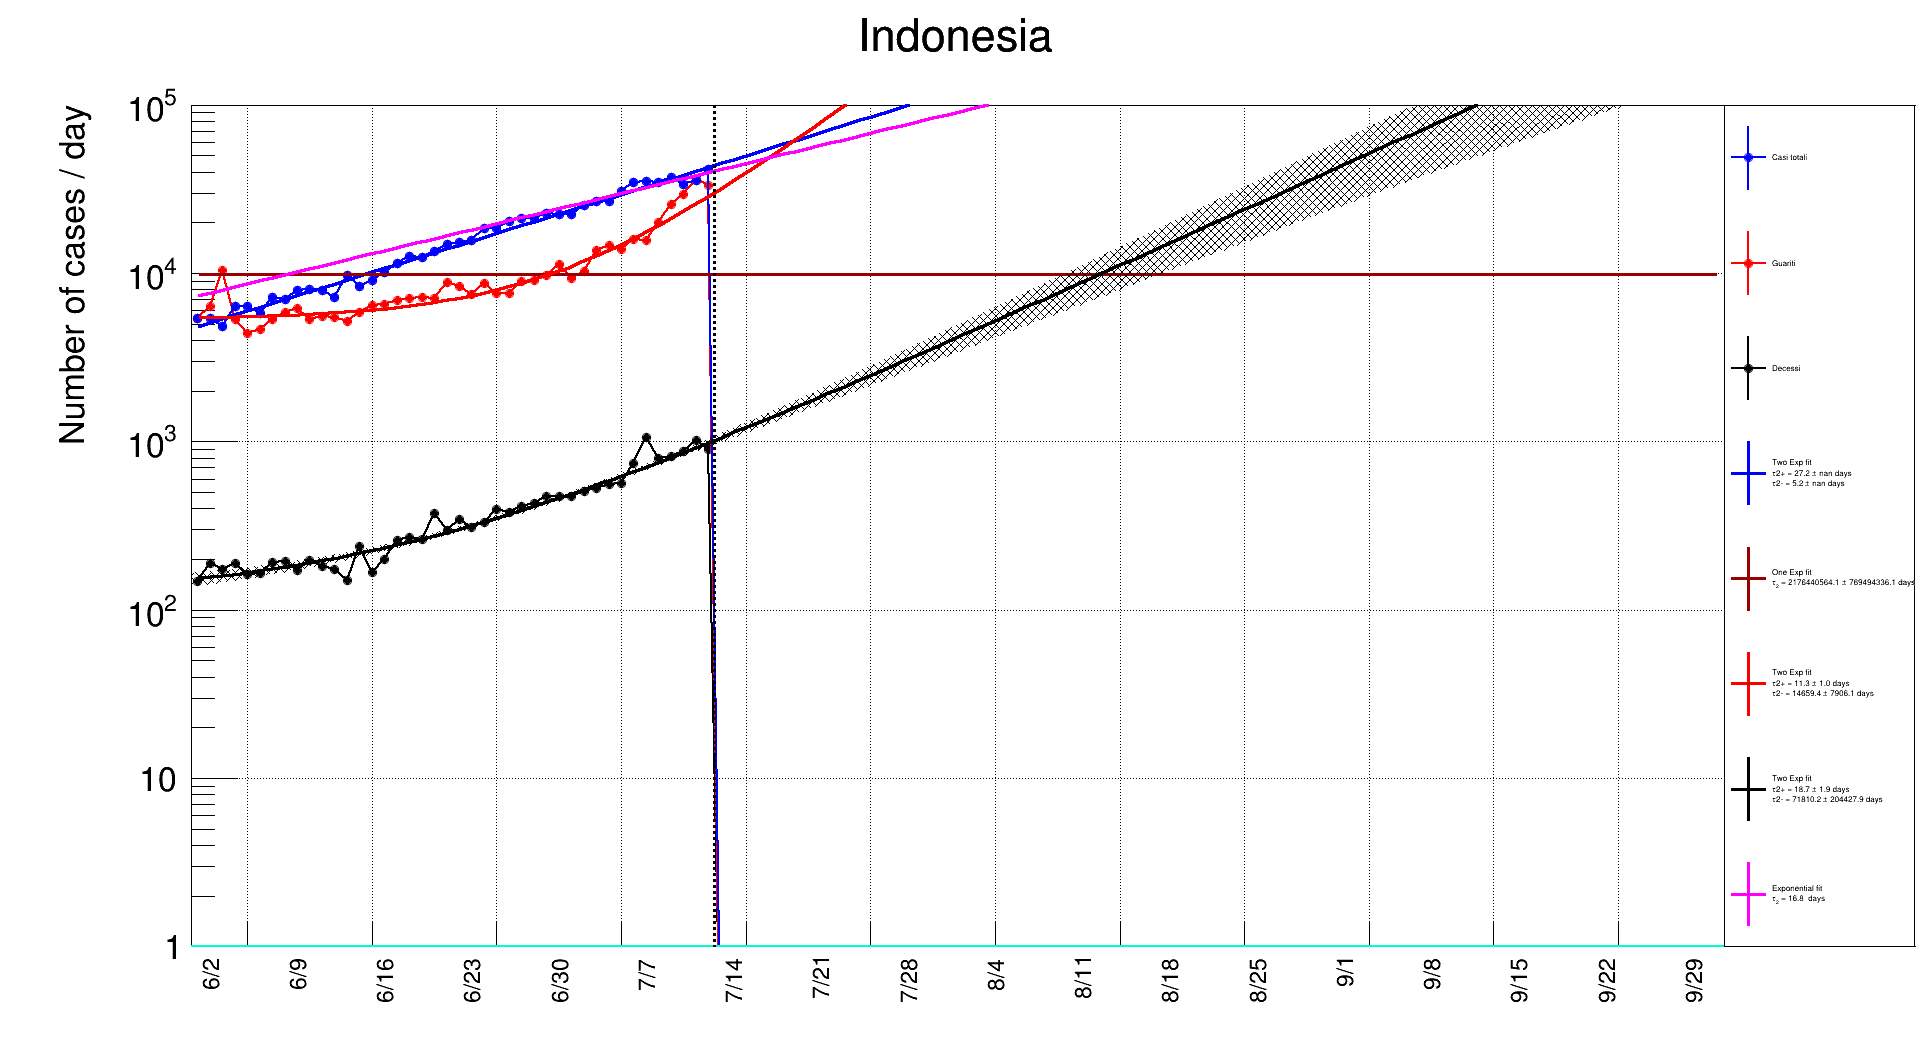 Indonesia
Number of cases / day
10^5
10^4
10^3
10^2
10
1
6/2
6/9
6/16
6/23
6/30
7/7
7/14
7/21
7/28
8/4
8/11
8/18
8/25
9/1
9/8
9/15
9/22
9/29
Casi totali
Guariti
Decessi
Two Exp fit
τ2+ = 27.2 ± nan days
τ2- = 5.2 ± nan days
One Exp fit
τ₂ = 2176440564.1 ± 769494336.1 days
Two Exp fit
τ2+ = 11.3 ± 1.0 days
τ2- = 14659.4 ± 7906.1 days
Two Exp fit
τ2+ = 18.7 ± 1.9 days
τ2- = 71810.2 ± 204427.9 days
Exponential fit
τ₂ = 16.8 days